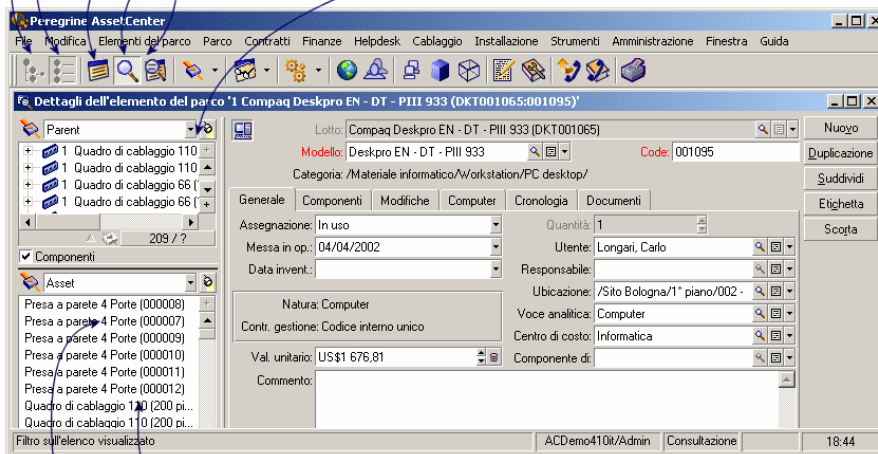 Peregrine AssetCenter
File Modifica Elementi del parco Parco Contratti Finanze Helpdesk Cablaggio Installazione Strumenti Amministrazione Finestra Guida
Dettagli dell'elemento del parco '1 Compaq Deskpro EN - DT - PIII 933 (DKT001065:001095)'
Parent
1 Quadro di cablaggio 110
1 Quadro di cablaggio 110
1 Quadro di cablaggio 66 (
1 Quadro di cablaggio 66 (
209 / ?
Componenti
Asset
Presa a parete 4 Porte (000008)
Presa a parete 4 Porte (000007)
Presa a parete 4 Porte (000009)
Presa a parete 4 Porte (000010)
Presa a parete 4 Porte (000011)
Presa a parete 4 Porte (000012)
Quadro di cablaggio 110 (200 pi...
Quadro di cablaggio 110 (200 pi...
Lotto: Compaq Deskpro EN - DT - PIII 933 (DKT001065)
Modello: Deskpro EN - DT - PIII 933 Code: 001095
Categoria: /Materiale informatico/Workstation/PC desktop/
Generale Componenti Modifiche Computer Cronologia Documenti
Assegnazione: In uso
Messa in op.: 04/04/2002
Data invent.:
Natura: Computer
Contr. gestione: Codice interno unico
Val. unitario: US$1 676,81
Commento:
Quantità: 1
Utente: Longari, Carlo
Responsabile:
Ubicazione: /Sito Bologna/1° piano/002 -
Voce analitica: Computer
Centro di costo: Informatica
Componente di:
Nuovo
Duplicazione
Suddividi
Etichetta
Scorta
Filtro sull'elenco visualizzato ACDemo410it/Admin Consultazione 18:44